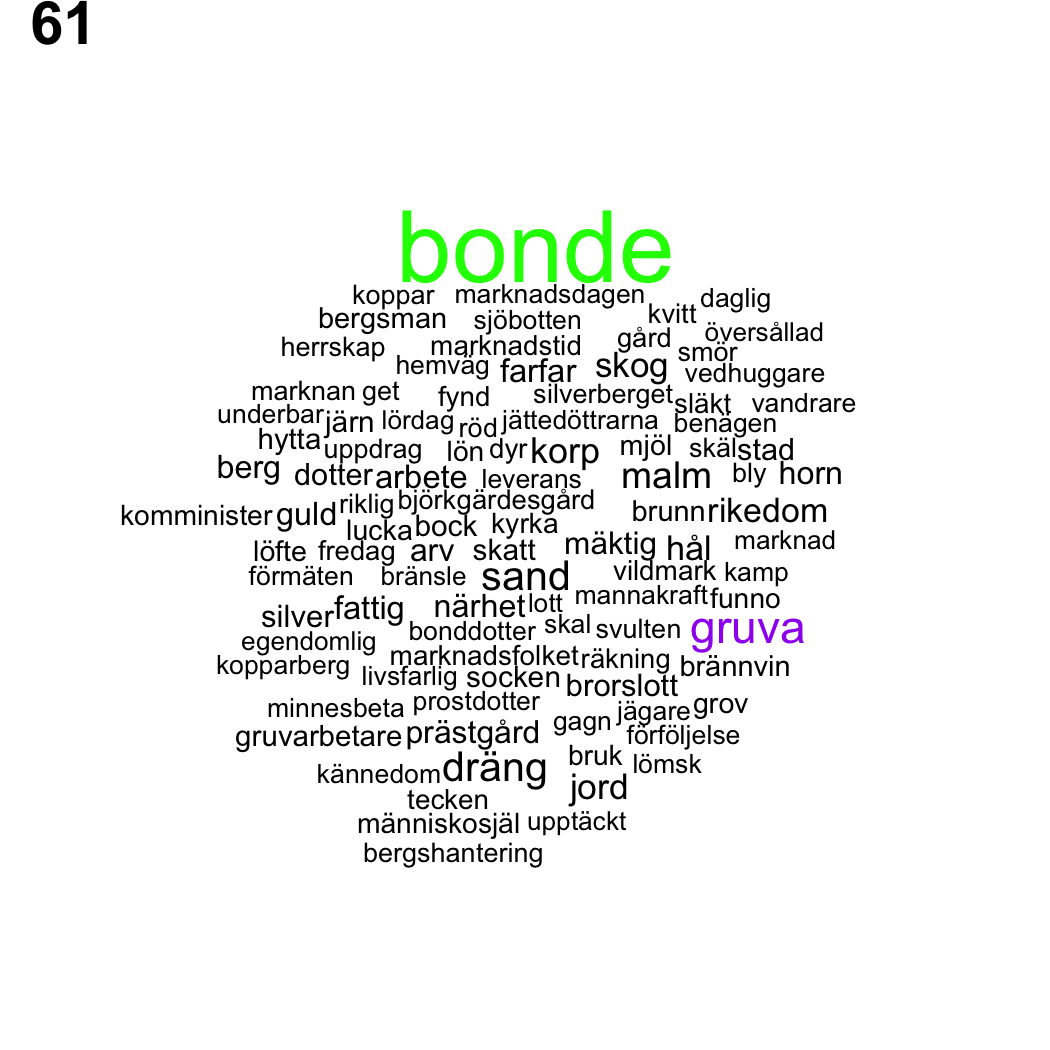 61
bonde
koppar marknadsdagen daglig
bergsman sjöbotten kvitt
herrskap marknadstid gård översållad
hemväg farfar skog smör
vedhuggare
marknan get fynd silverberget släkt vandrare
underbar järn lördag röd jättedöttrarna benägen
hytta uppdrag lön dyr korp mjöl skäl stad
berg dotter arbete leverans malm bly horn
komminister guld riklig björkgärdesgård brunn rikedom
lucka bock kyrka
löfte fredag arv skatt mäktig hål marknad
förmäten bränsle sand vildmark kamp
silver fattig närhet lott mannakraft funno
egendomlig bonddotter skal svulten gruva
kopparberg marknadsfolket räkning brännvin
livsfarlig socken brorslott
minnesbeta prostdotter gagn jägare grov
gruvarbetare prästgård förföljelse
kännedom dräng bruk lömsk
tecken jord
människosjäl upptäckt
bergshantering